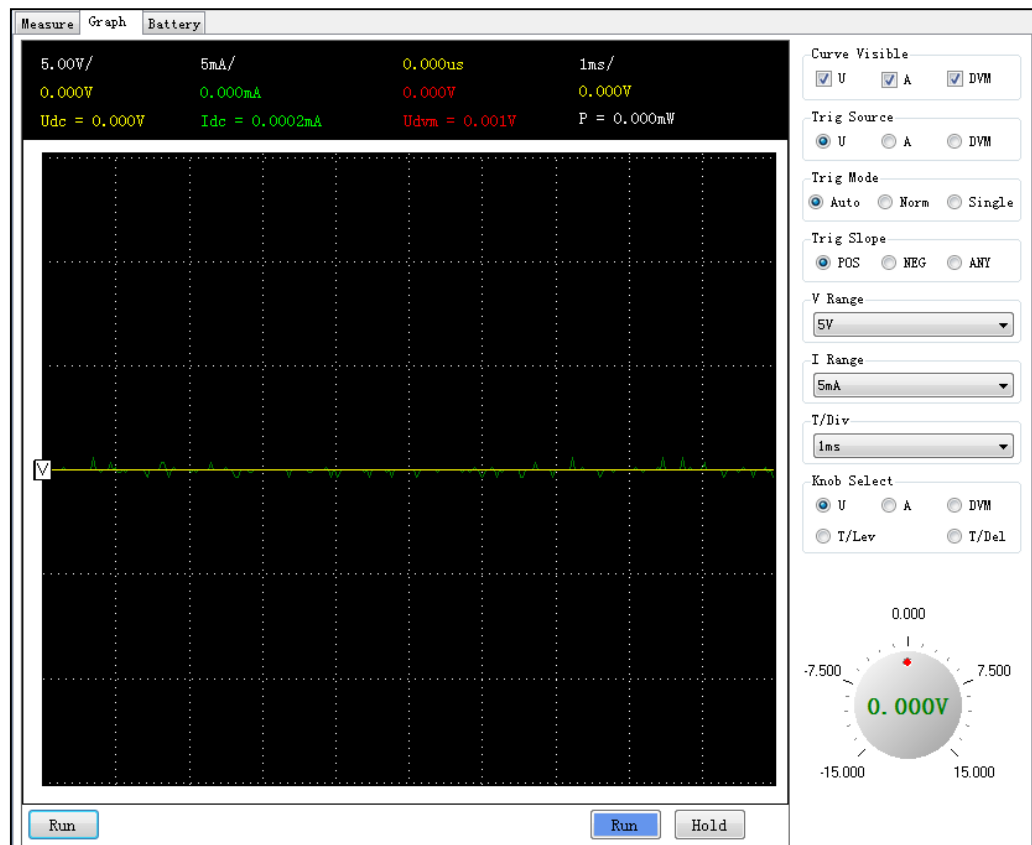 Measure Graph Battery
5.00V/ 5mA/ 0.000us 1ms/
0.000V 0.000mA 0.000V 0.000V
Udc = 0.000V Idc = 0.0002mA Udvm = 0.001V P = 0.000mW
V
Run Run Hold
Curve Visible
U A DVM
Trig Source
U A DVM
Trig Mode
Auto Norm Single
Trig Slope
POS NEG ANY
V Range
5V
I Range
5mA
T/Div
1ms
Knob Select
U A DVM
T/Lev T/Del
0.000
-7.500 7.500
0.000V
-15.000 15.000